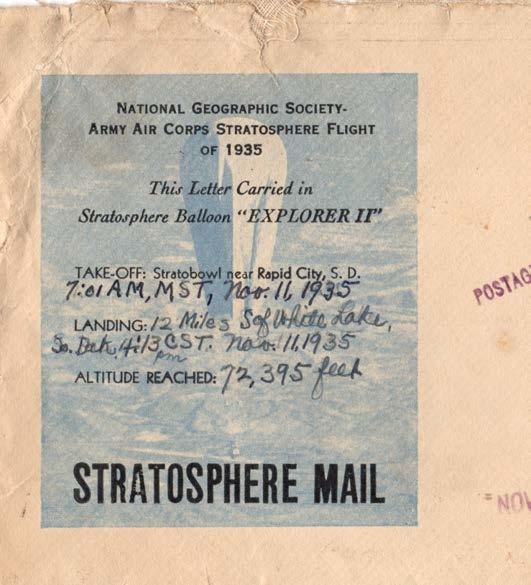 NATIONAL GEOGRAPHIC SOCIETY-
ARMY AIR CORPS STRATOSPHERE FLIGHT
OF 1935
This Letter Carried in
Stratosphere Balloon "EXPLORER II"
TAKE-OFF: Stratobowl near Rapid City, S. D.
7:01 AM, MST, Nov. 11, 1935
LANDING: 12 Miles S of White Lake,
So. Dak, 4:13 pm CST. Nov. 11, 1935
ALTITUDE REACHED: 72,395 feet
STRATOSPHERE MAIL
POSTAG
NOV